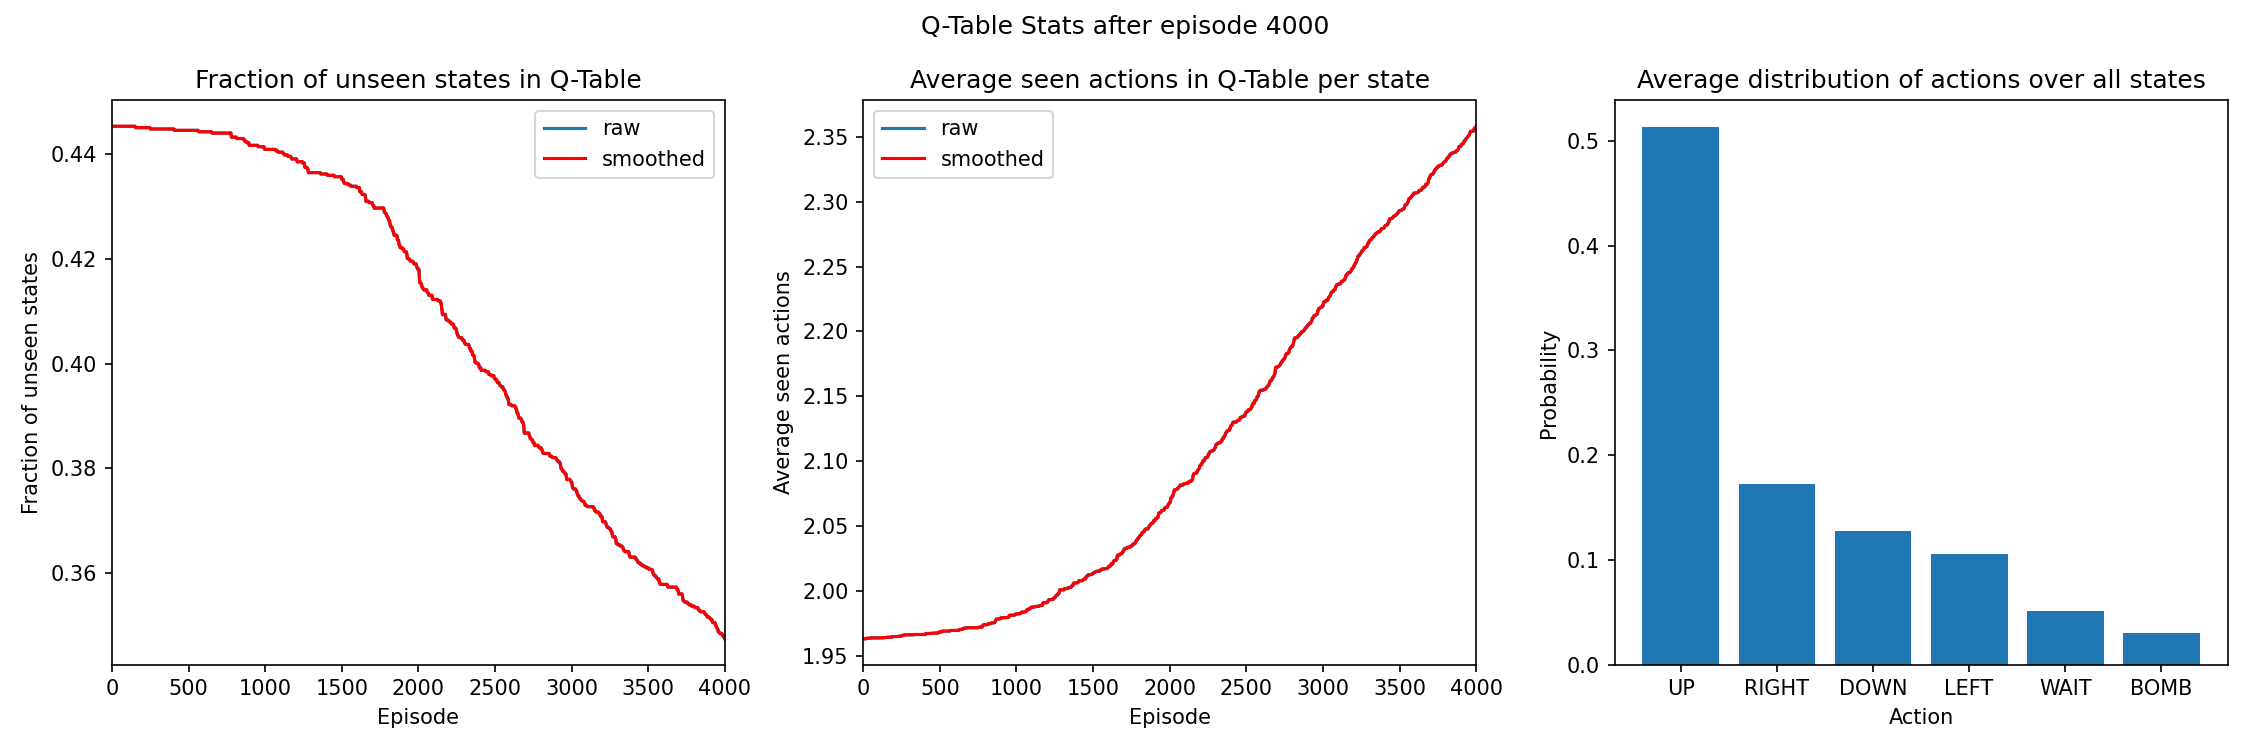 Q-Table Stats after episode 4000
Fraction of unseen states in Q-Table
Fraction of unseen states
0.44
0.42
0.40
0.38
0.36
raw
smoothed
0 500 1000 1500 2000 2500 3000 3500 4000
Episode
Average seen actions in Q-Table per state
Average seen actions
2.35
2.30
2.25
2.20
2.15
2.10
2.05
2.00
1.95
raw
smoothed
0 500 1000 1500 2000 2500 3000 3500 4000
Episode
Average distribution of actions over all states
Probability
0.5
0.4
0.3
0.2
0.1
0.0
UP RIGHT DOWN LEFT WAIT BOMB
Action